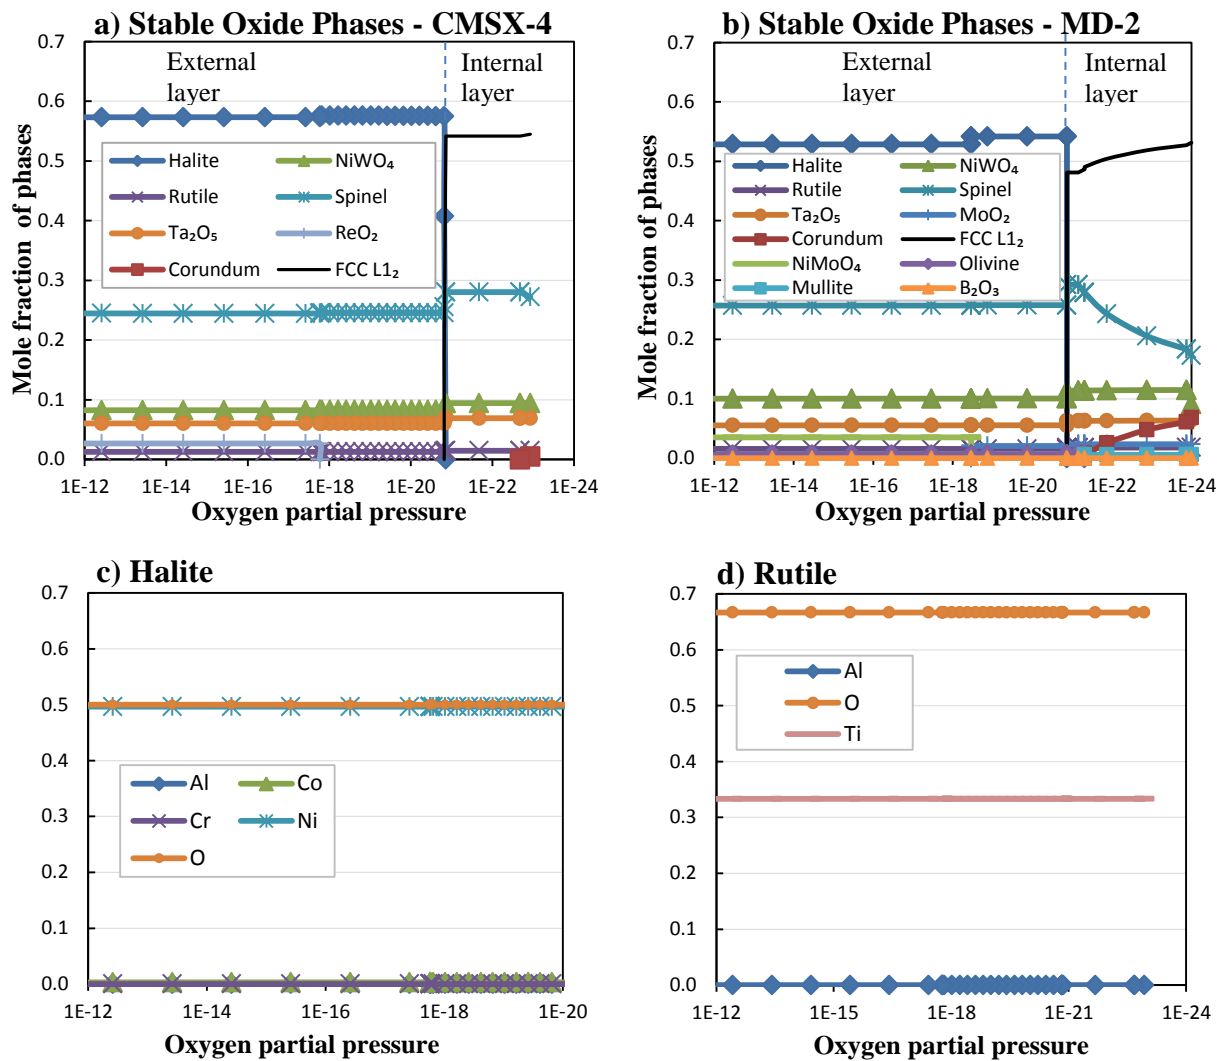 a) Stable Oxide Phases - CMSX-4
0.7
0.6
0.5
0.4
0.3
0.2
0.1
0.0
Mole fraction of phases
External
layer
Internal
layer
Halite
NiWO₄
Rutile
Spinel
Ta₂O₅
ReO₂
Corundum
FCC L1₂
1E-12 1E-14 1E-16 1E-18 1E-20 1E-22 1E-24
Oxygen partial pressure
b) Stable Oxide Phases - MD-2
0.7
0.6
0.5
0.4
0.3
0.2
0.1
0.0
Mole fraction of phases
External
layer
Internal
layer
Halite
NiWO₄
Rutile
Spinel
Ta₂O₅
MoO₂
Corundum
FCC L1₂
NiMoO₄
Olivine
Mullite
B₂O₃
1E-12 1E-14 1E-16 1E-18 1E-20 1E-22 1E-24
Oxygen partial pressure
c) Halite
0.7
0.6
0.5
0.4
0.3
0.2
0.1
0.0
Al
Co
Cr
Ni
O
1E-12 1E-14 1E-16 1E-18 1E-20
Oxygen partial pressure
d) Rutile
0.7
0.6
0.5
0.4
0.3
0.2
0.1
0.0
Al
O
Ti
1E-12 1E-15 1E-18 1E-21 1E-24
Oxygen partial pressure